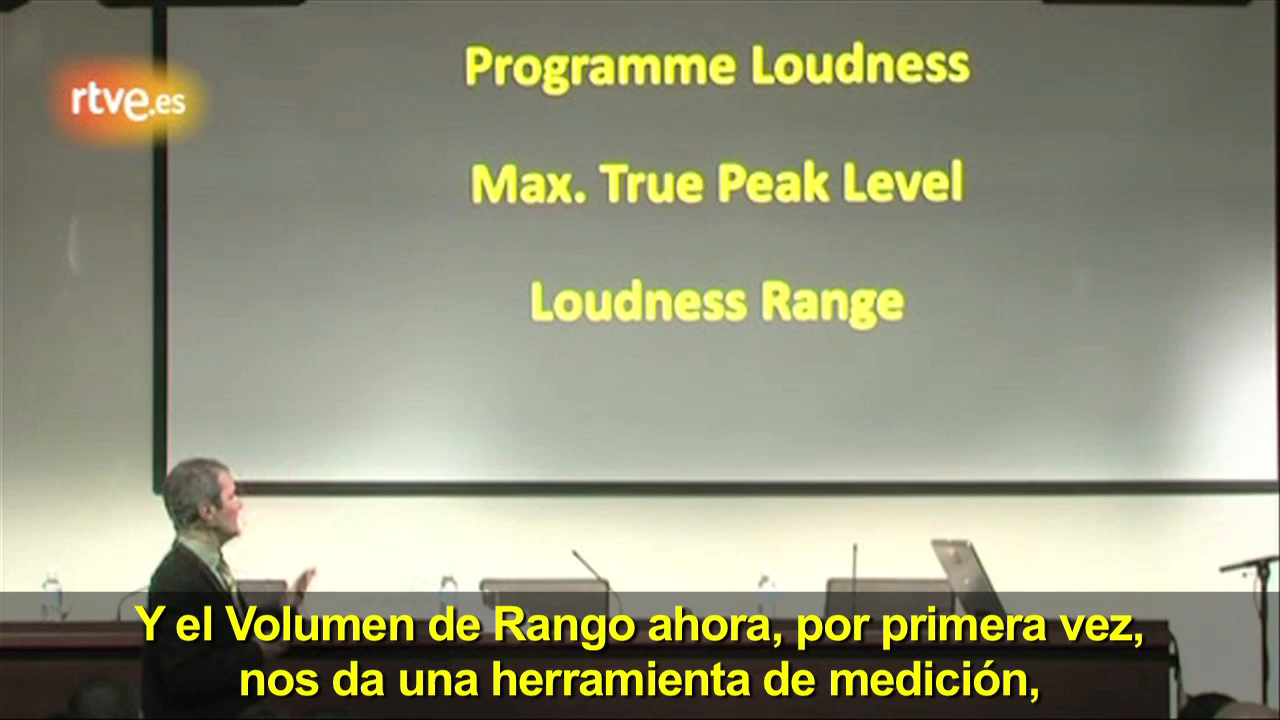 Programme Loudness
rtve.es
Max. True Peak Level
Loudness Range
Y el Volumen de Rango ahora, por primera vez,
nos da una herramienta de medición,